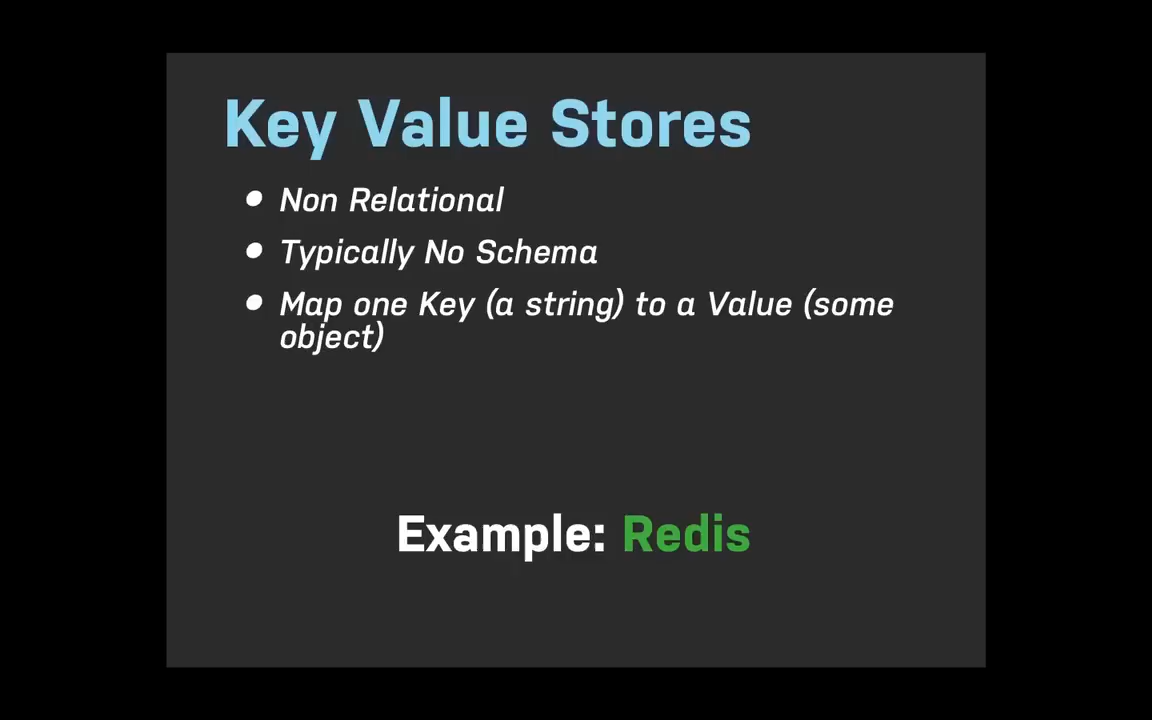 Key Value Stores
• Non Relational
• Typically No Schema
• Map one Key (a string) to a Value (some
object)
Example: Redis